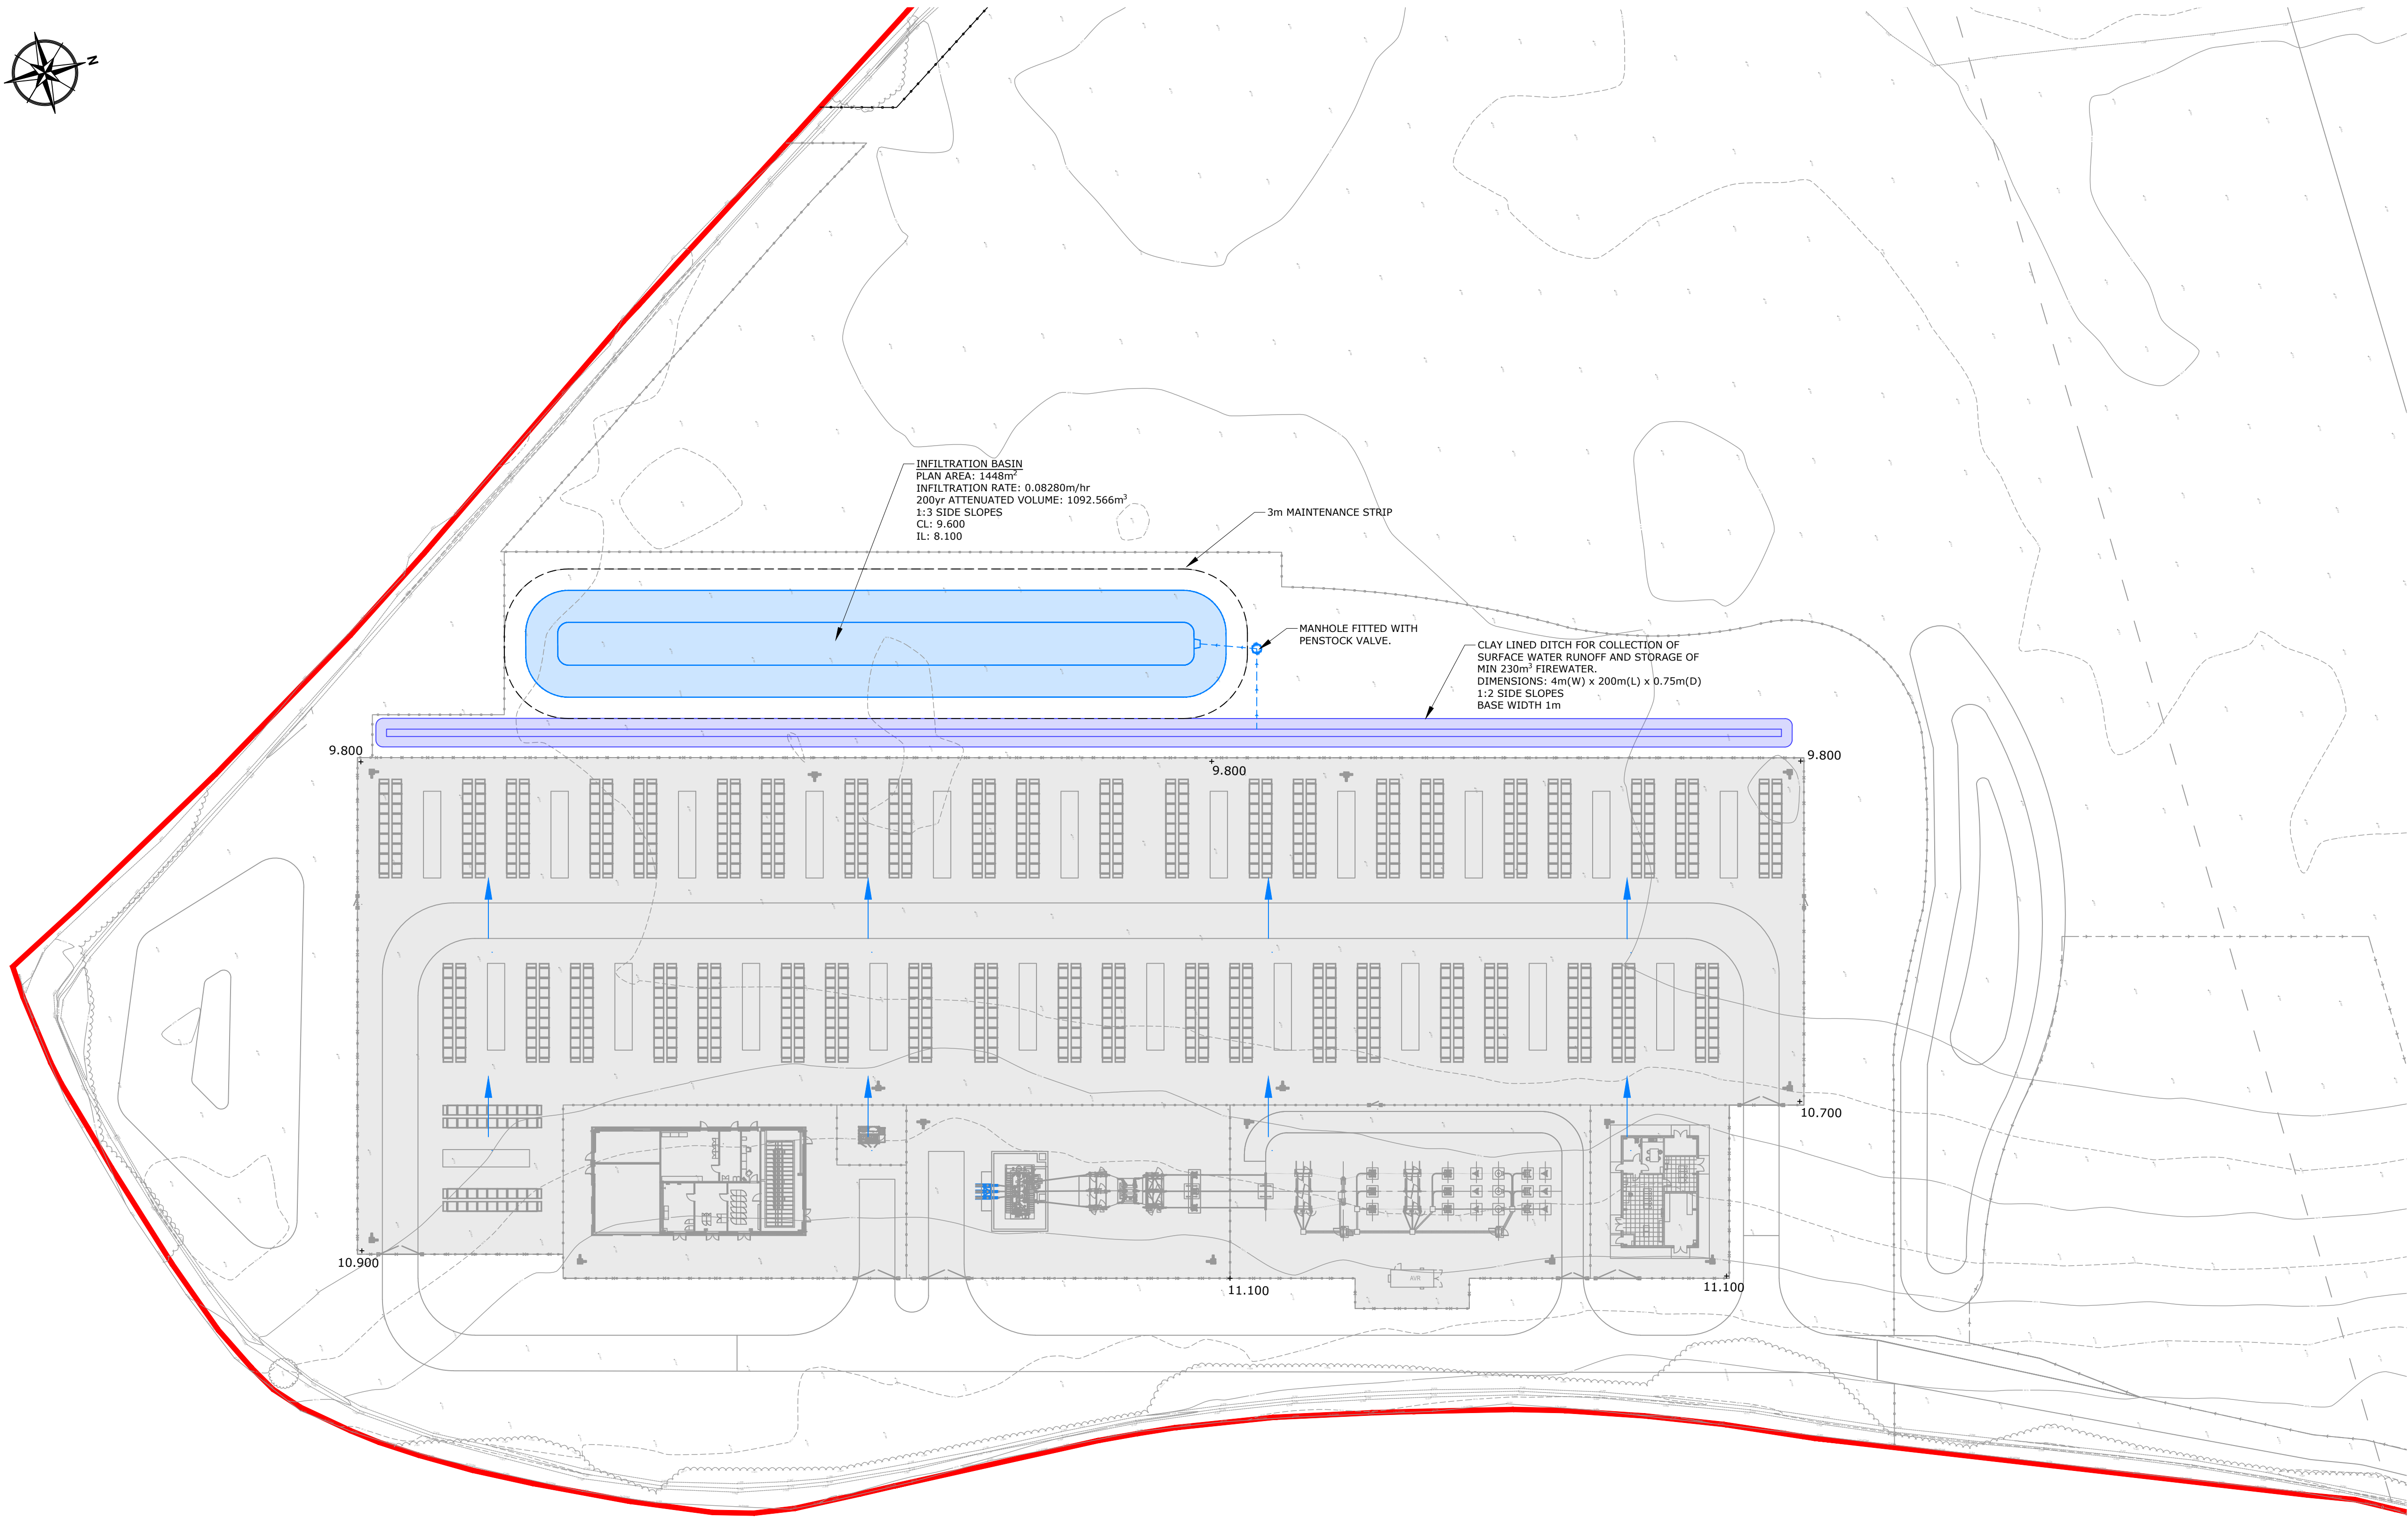 N
INFILTRATION BASIN
PLAN AREA: 1448m²
INFILTRATION RATE: 0.08280m/hr
200yr ATTENUATED VOLUME: 1092.566m³
1:3 SIDE SLOPES
CL: 9.600
IL: 8.100
3m MAINTENANCE STRIP
MANHOLE FITTED WITH
PENSTOCK VALVE.
CLAY LINED DITCH FOR COLLECTION OF
SURFACE WATER RUNOFF AND STORAGE OF
MIN 230m³ FIREWATER.
DIMENSIONS: 4m(W) x 200m(L) x 0.75m(D)
1:2 SIDE SLOPES
BASE WIDTH 1m
9.800
9.800
9.800
10.700
10.900
11.100
11.100
AVR